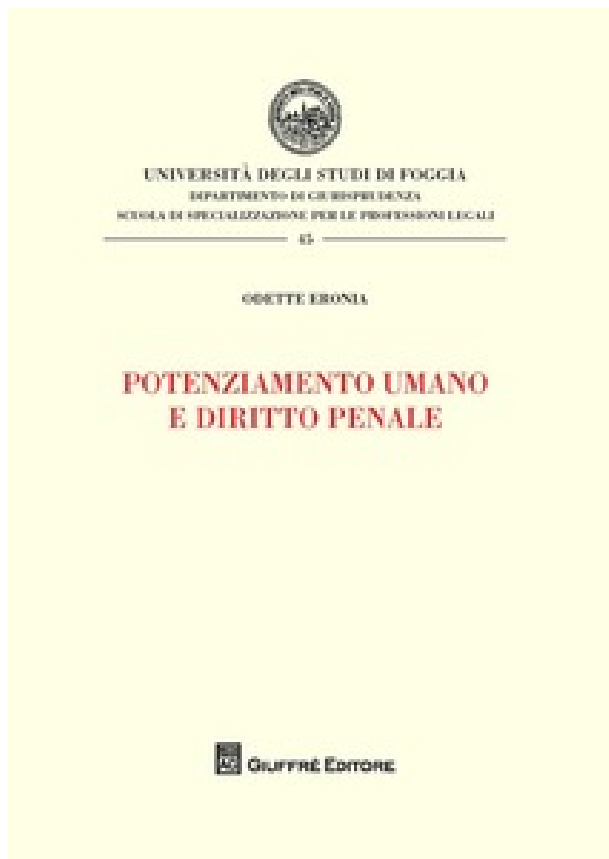 UNIVERSITÀ DEGLI STUDI DI FOGGIA
DIPARTIMENTO DI GIURISPRUDENZA
SCUOLA DI SPECIALIZZAZIONE PER LE PROFESSIONI LEGALI
45
ODETTE ERONIA
POTENZIAMENTO UMANO
E DIRITTO PENALE
GIUFFRÈ EDITORE